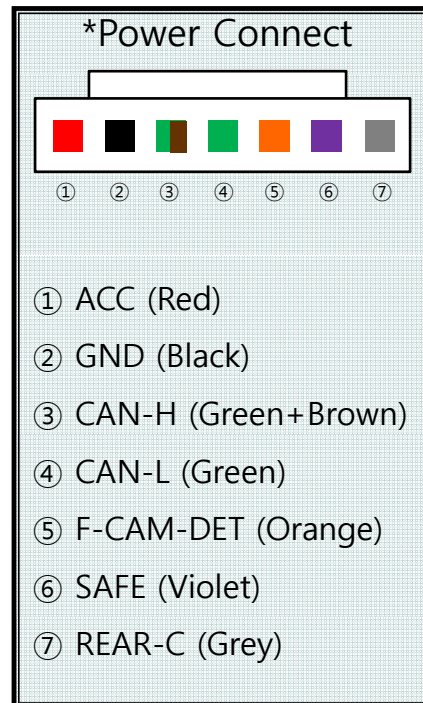 *Power Connect
① ② ③ ④ ⑤ ⑥ ⑦
① ACC (Red)
② GND (Black)
③ CAN-H (Green+Brown)
④ CAN-L (Green)
⑤ F-CAM-DET (Orange)
⑥ SAFE (Violet)
⑦ REAR-C (Grey)